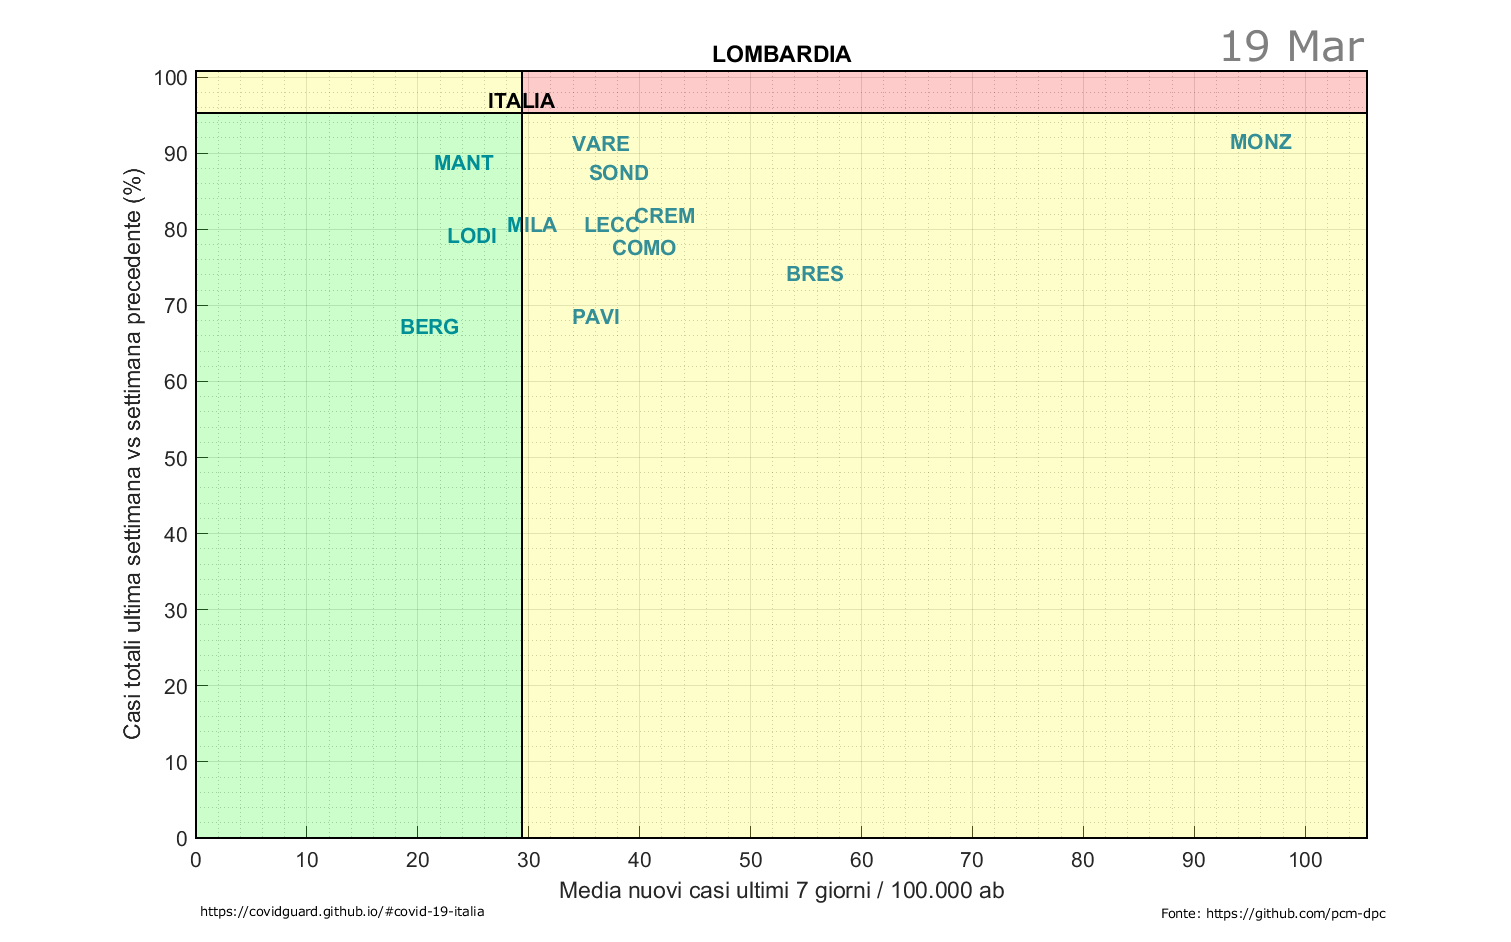 19 Mar
LOMBARDIA
100
ITALIA
90
80
70
60
50
40
30
20
10
0
Casi totali ultima settimana vs settimana precedente (%)
VARE
MONZ
MANT
SOND
CREM
MILA
LECC
LODI
COMO
BRES
PAVI
BERG
0 10 20 30 40 50 60 70 80 90 100
Media nuovi casi ultimi 7 giorni / 100.000 ab
https://covidguard.github.io/#covid-19-italia
Fonte: https://github.com/pcm-dpc